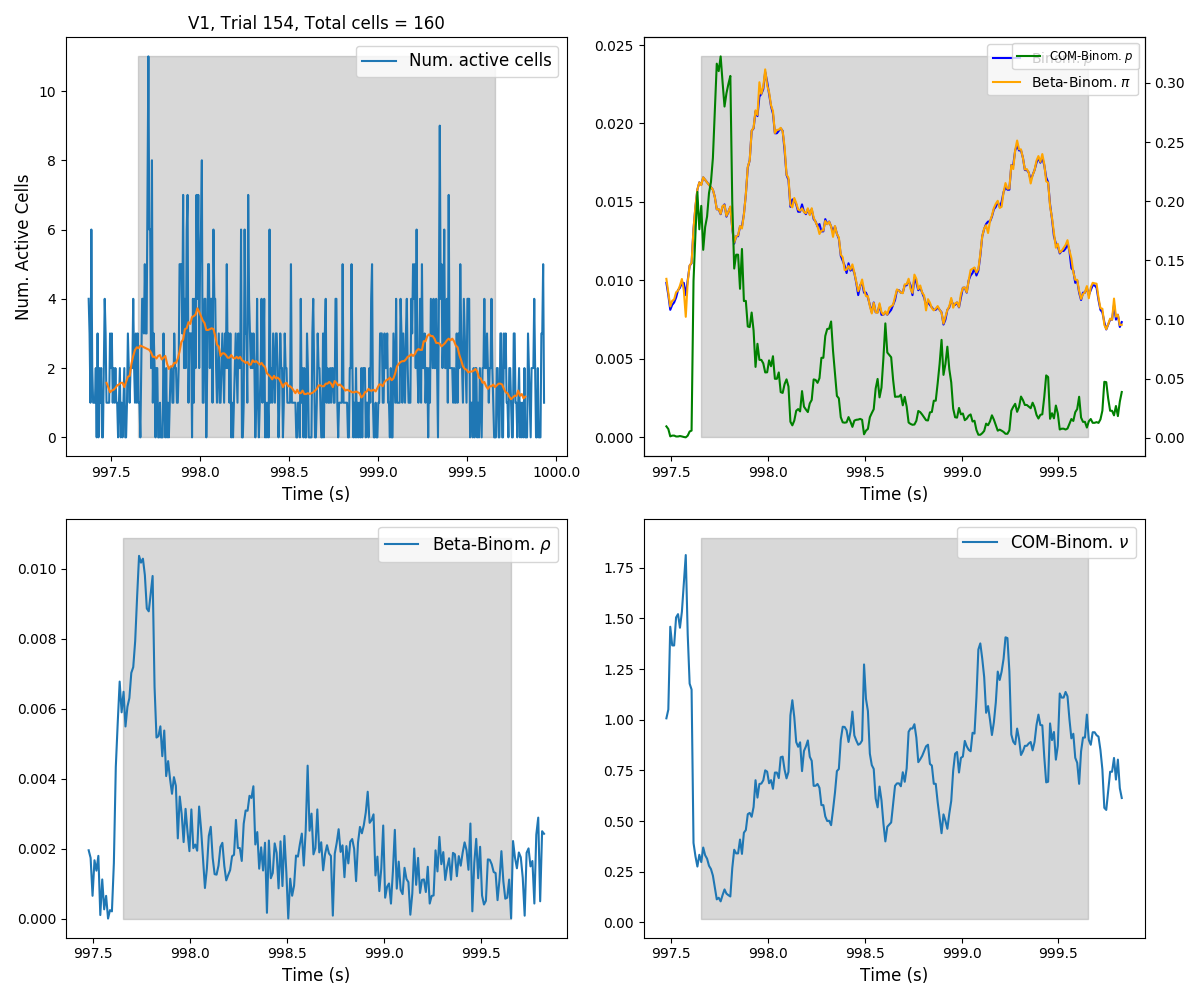 V1, Trial 154, Total cells = 160
Num. active cells
Num. Active Cells
10
8
6
4
2
0
997.5 998.0 998.5 999.0 999.5 1000.0
Time (s)
COM-Binom. p
Beta-Binom. π
0.025
0.020
0.015
0.010
0.005
0.000
0.30
0.25
0.20
0.15
0.10
0.05
0.00
997.5 998.0 998.5 999.0 999.5
Time (s)
Beta-Binom. ρ
0.010
0.008
0.006
0.004
0.002
0.000
997.5 998.0 998.5 999.0 999.5
Time (s)
COM-Binom. ν
1.75
1.50
1.25
1.00
0.75
0.50
0.25
0.00
997.5 998.0 998.5 999.0 999.5
Time (s)